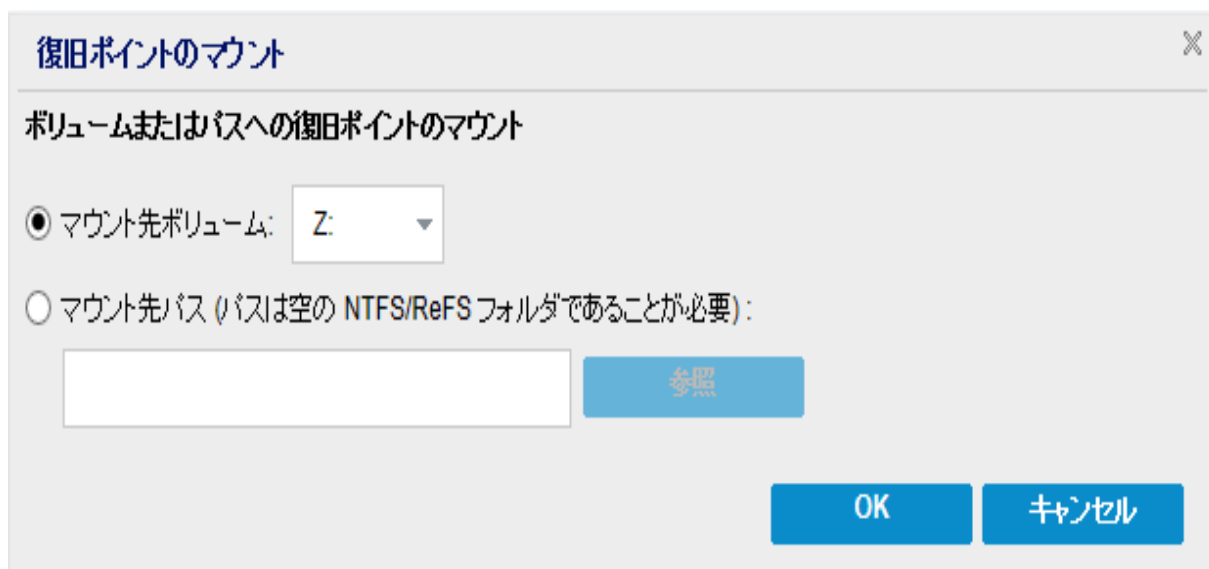 復旧ポイントのマウント
ボリュームまたはパスへの復旧ポイントのマウント
マウント先ボリューム: Z:
マウント先パス (パスは空の NTFS/ReFS フォルダであることが必要) :
参照
OK キャンセル